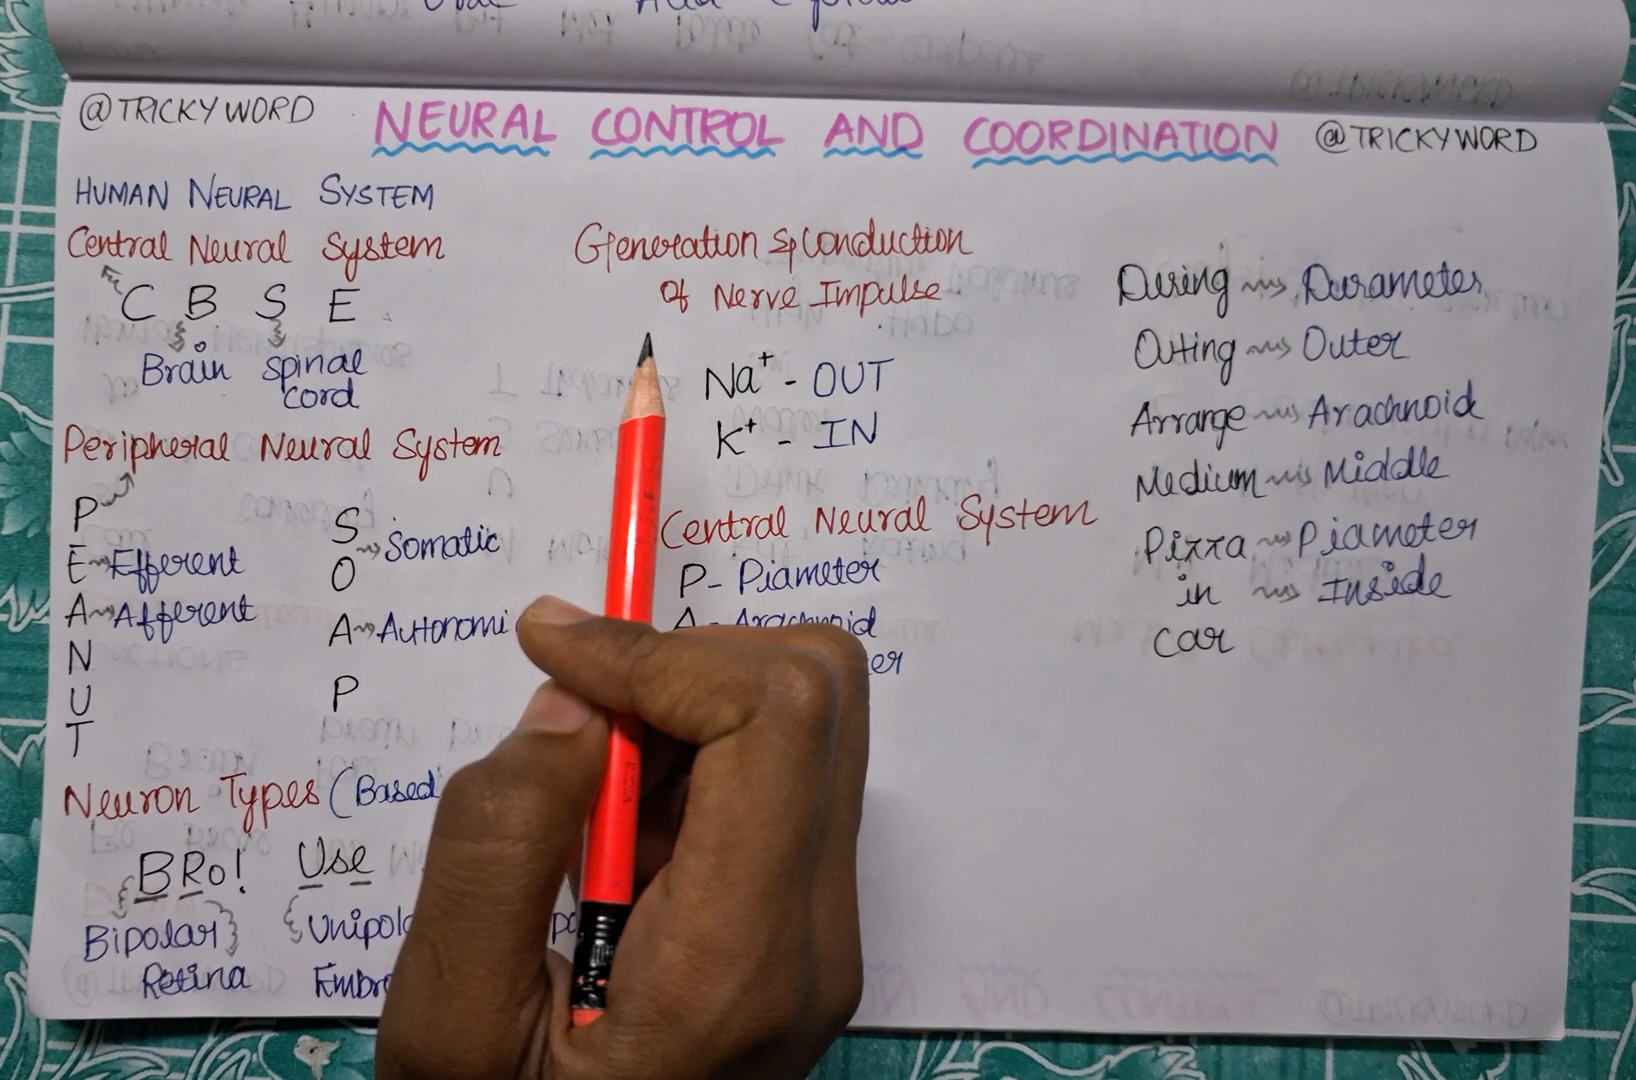 @TRICKYWORD
NEURAL CONTROL AND COORDINATION
@TRICKYWORD
HUMAN NEURAL SYSTEM
Central Neural System
C B S E
Brain Spinal
cord
Peripheral Neural System
P
E Efferent
A Afferent
N
U
T
S
O Somatic
A Autonomi
P
Neuron Types (Based
BRo! Use
Bipolar Unipol
Retina Embr
Generation & Conduction
Of Nerve Impulse
Na+ - OUT
K+ - IN
Central Neural System
P - Piameter
A - Arachnoid
er
During Durameter
Outing Outer
Arrange Arachnoid
Medium Middle
Pizza Piameter
in Inside
car